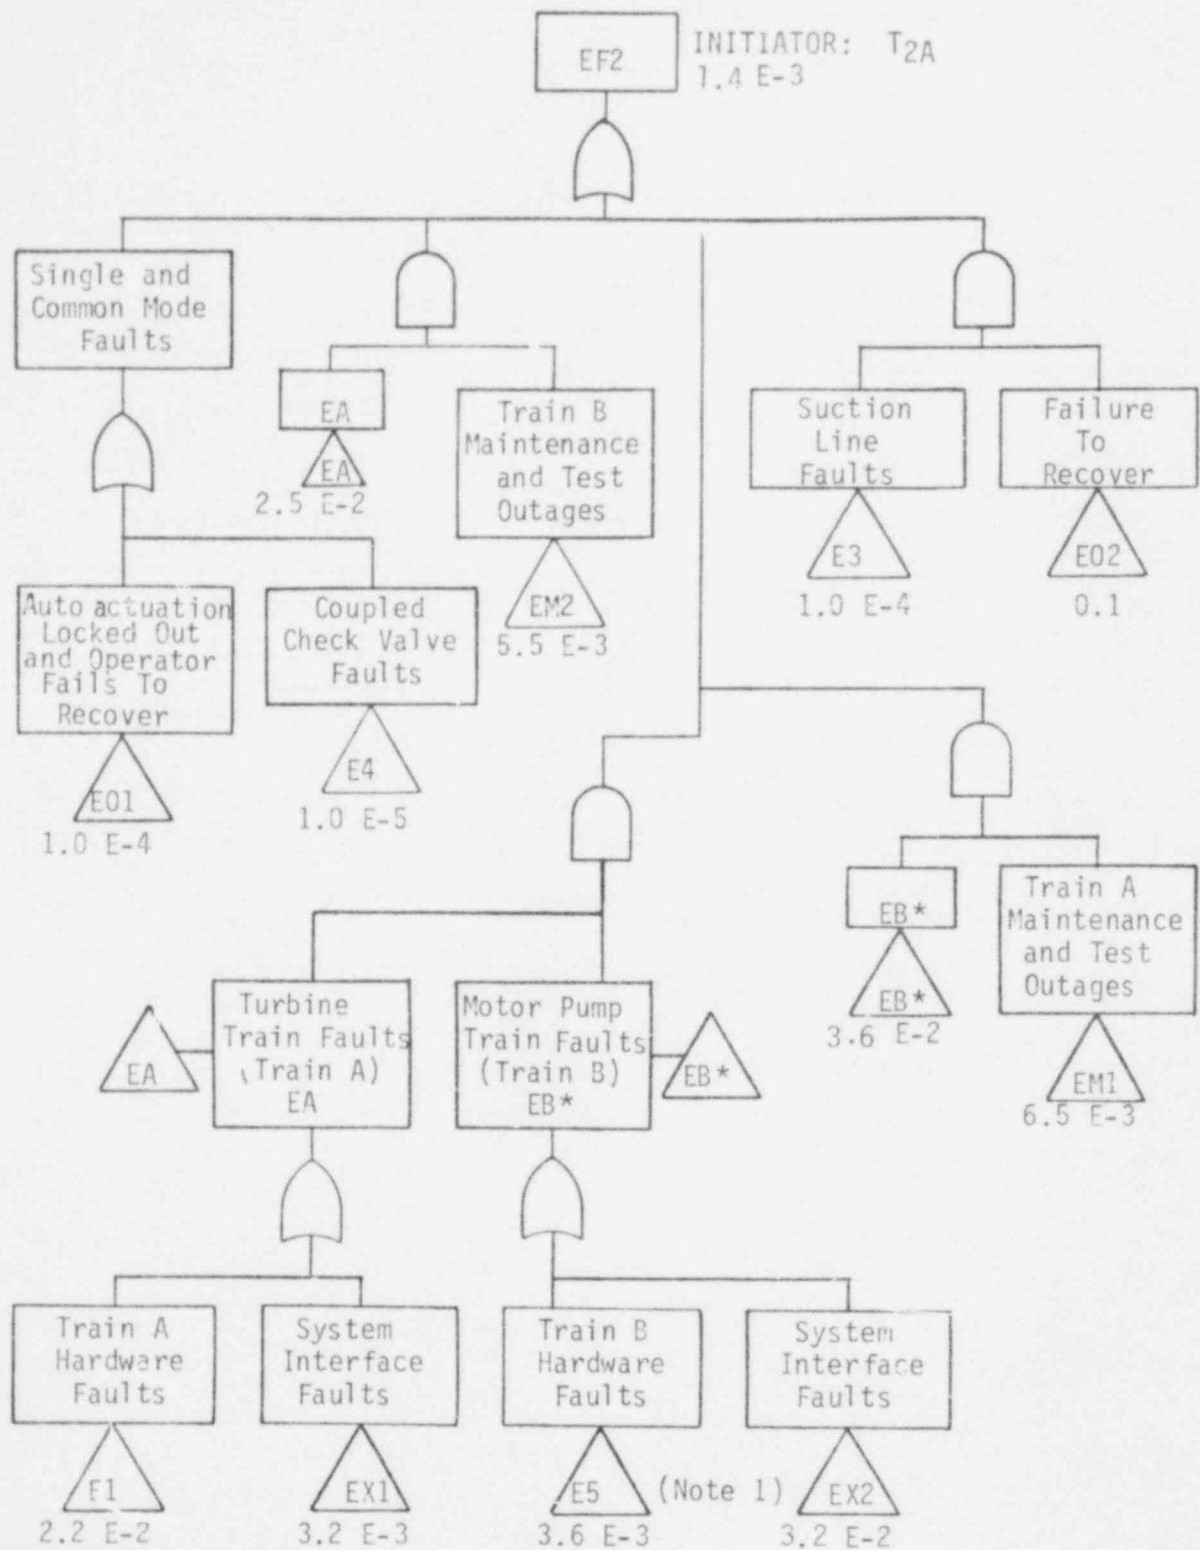 EF2
INITIATOR: T2A
1.4 E-3
Single and
Common Mode
Faults
EA
EA
2.5 E-2
Train B
Maintenance
and Test
Outages
EM2
5.5 E-3
Suction
Line
Faults
E3
1.0 E-4
Failure
To
Recover
EO2
0.1
Auto actuation
Locked Out
and Operator
Fails To
Recover
EO1
1.0 E-4
Coupled
Check Valve
Faults
E4
1.0 E-5
EB*
EB*
3.6 E-2
Train A
Maintenance
and Test
Outages
EM1
6.5 E-3
EA
Turbine
Train Faults
(Train A)
EA
Motor Pump
Train Faults
(Train B)
EB*
EB*
Train A
Hardware
Faults
E1
2.2 E-2
System
Interface
Faults
EX1
3.2 E-3
Train B
Hardware
Faults
E5
(Note 1)
3.6 E-3
System
Interface
Faults
EX2
3.2 E-2